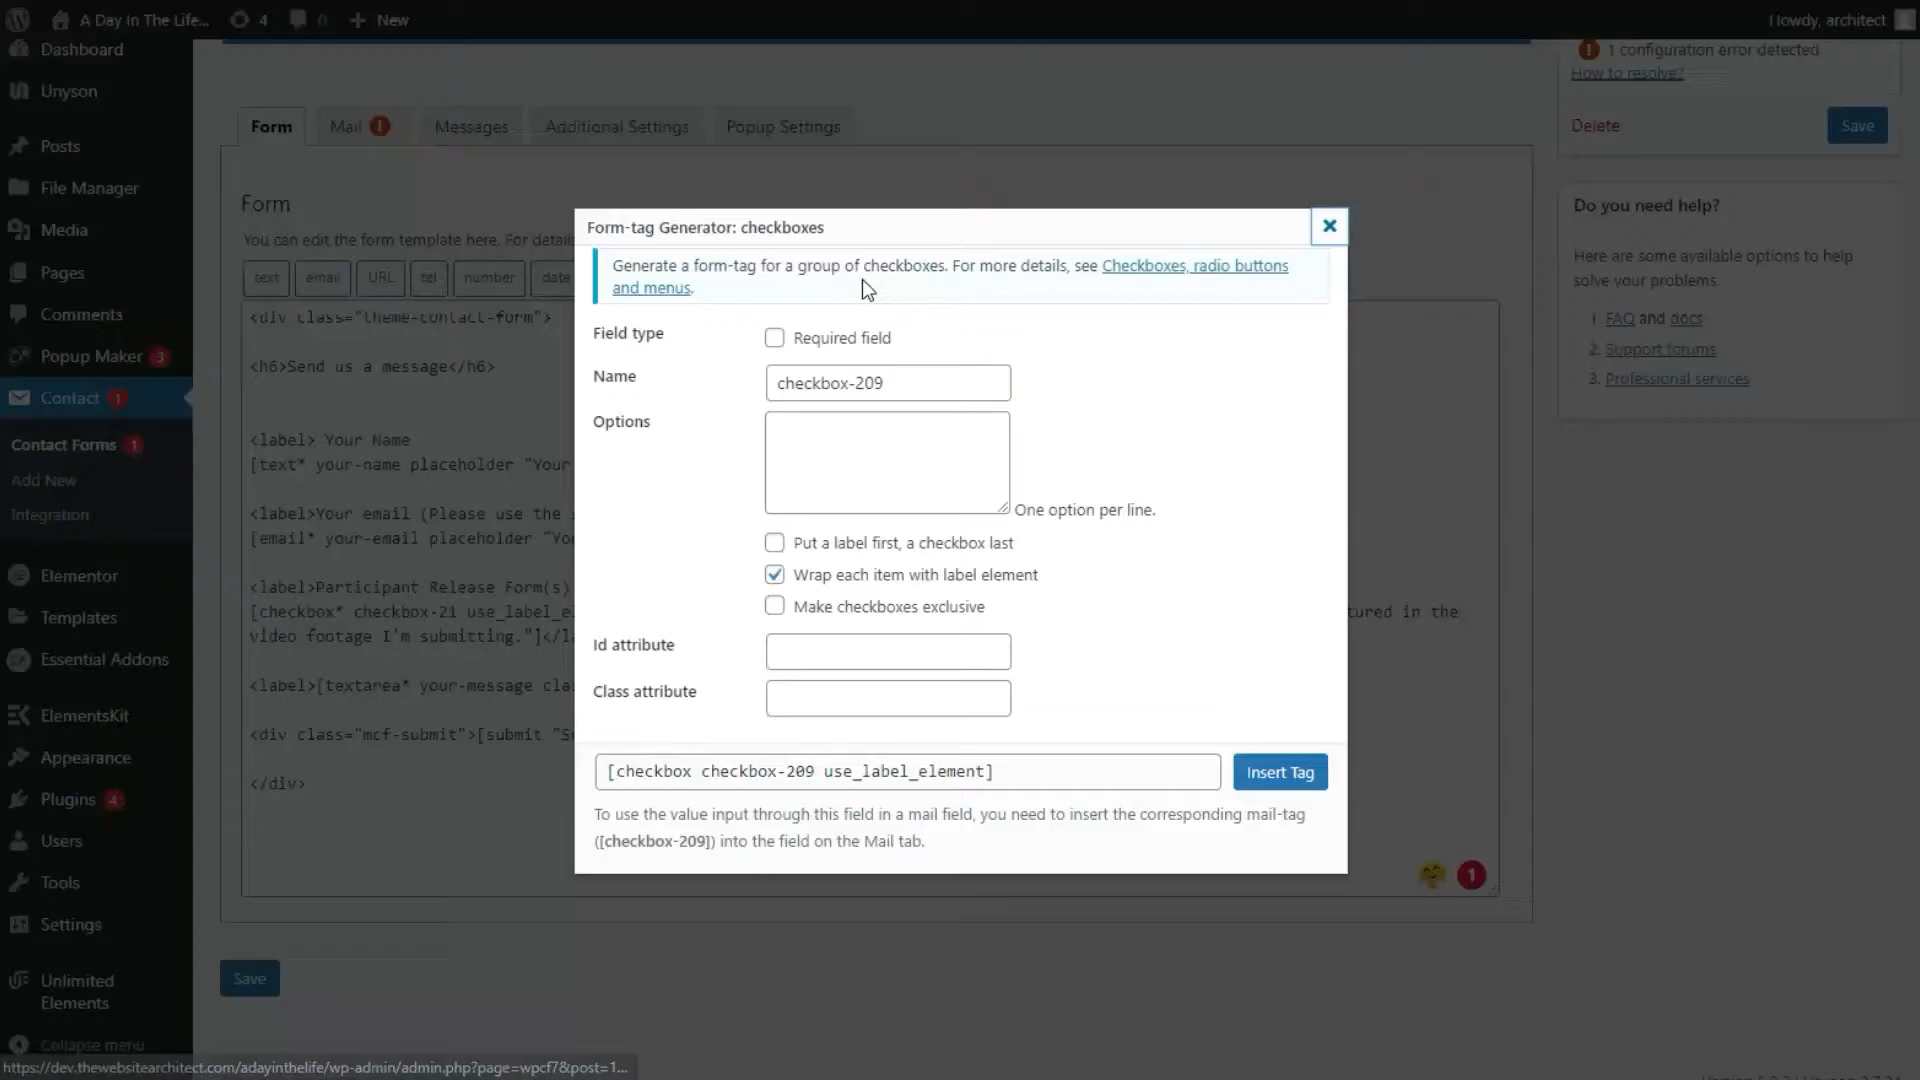 A Day In The Life... 4 0 New
Howdy, architect
Dashboard
Unyson
Posts
File Manager
Media
Pages
Comments
Popup Maker 3
Contact 1
Contact Forms 1
Add New
Integration
Elementor
Templates
Essential Addons
ElementsKit
Appearance
Plugins 4
Users
Tools
Settings
Unlimited
Elements
Collapse menu
Form Mail ! Messages Additional Settings Popup Settings
Form
You can edit the form template here. For details
text email URL tel number date
<div class="theme-contact-form">
<h6>Send us a message</h6>
<label> Your Name
[text* your-name placeholder "Your
<label>Your email (Please use the
[email* your-email placeholder "Yo
<label>Participant Release Form(s)
[checkbox* checkbox-21 use_label_e tured in the
video footage I'm submitting."]</l
<label>[textarea* your-message cla
<div class="mcf-submit">[submit "S
</div>
1
Save
Form-tag Generator: checkboxes
Generate a form-tag for a group of checkboxes. For more details, see Checkboxes, radio buttons
and menus.
Field type Required field
Name checkbox-209
Options
One option per line.
Put a label first, a checkbox last
Wrap each item with label element
Make checkboxes exclusive
Id attribute
Class attribute
[checkbox checkbox-209 use_label_element] Insert Tag
To use the value input through this field in a mail field, you need to insert the corresponding mail-tag
([checkbox-209]) into the field on the Mail tab.
! 1 configuration error detected
How to resolve?
Delete Save
Do you need help?
Here are some available options to help
solve your problems.
1. FAQ and docs
2. Support forums
3. Professional services
https://dev.thewebsitearchitect.com/adayinthelife/wp-admin/admin.php?page=wpcf7&post=1...